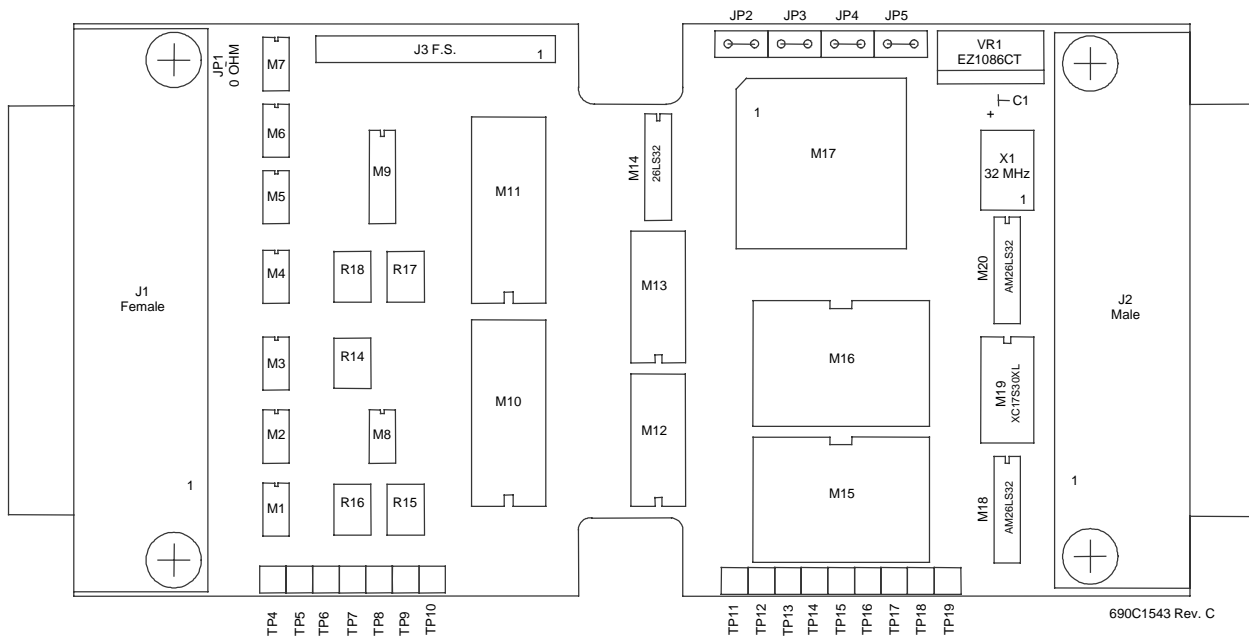 JP2 JP3 JP4 JP5
J3 F.S.
1
JP1
0 OHM
M7
VR1
EZ1086CT
+ C1
M6
M9
M11
M14
26LS32
1
M17
X1
32 MHz
1
M5
M4
R18
R17
M13
M20
AM26LS32
J1
Female
J2
Male
M3
R14
M16
M19
XC17S30XL
M10
M2
M8
M12
M15
M18
AM26LS32
1
M1
R16
R15
1
TP4
TP5
TP6
TP7
TP8
TP9
TP10
TP11
TP12
TP13
TP14
TP15
TP16
TP17
TP18
TP19
690C1543 Rev. C